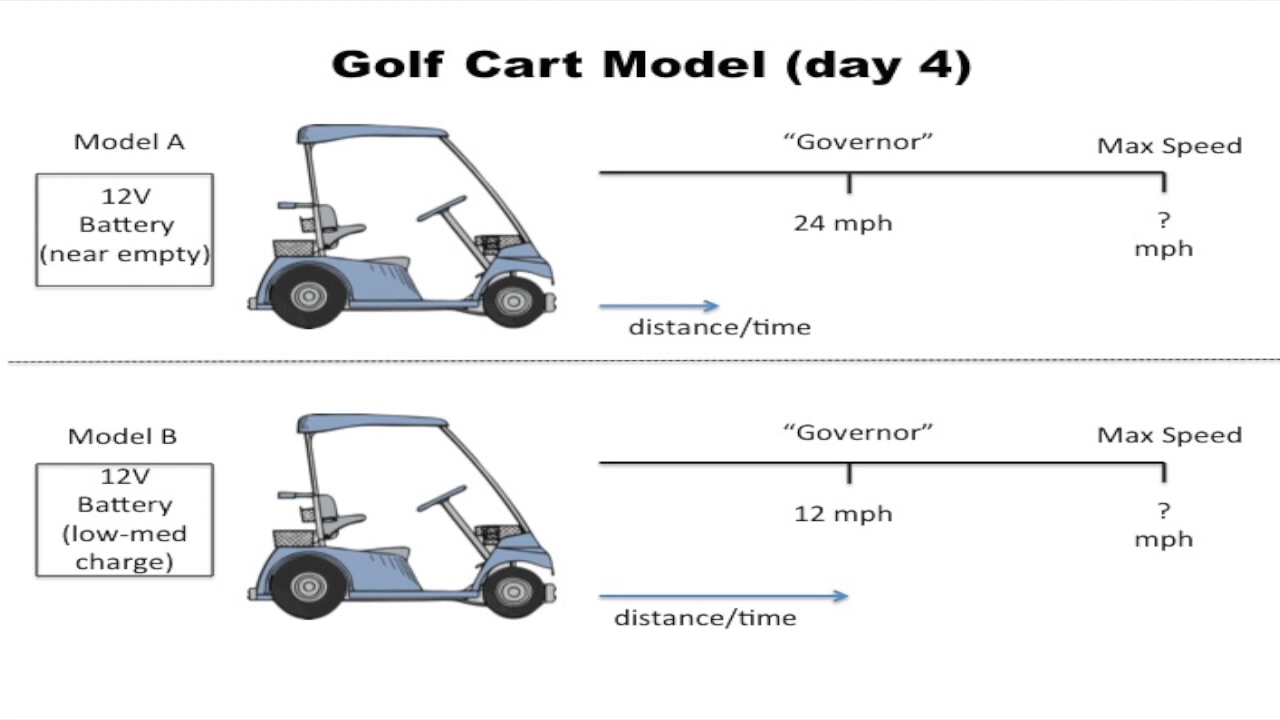 Golf Cart Model (day 4)
Model A
12V
Battery
(near empty)
“Governor”
Max Speed
24 mph
?
mph
distance/time
Model B
12V
Battery
(low-med
charge)
“Governor”
Max Speed
12 mph
?
mph
distance/time